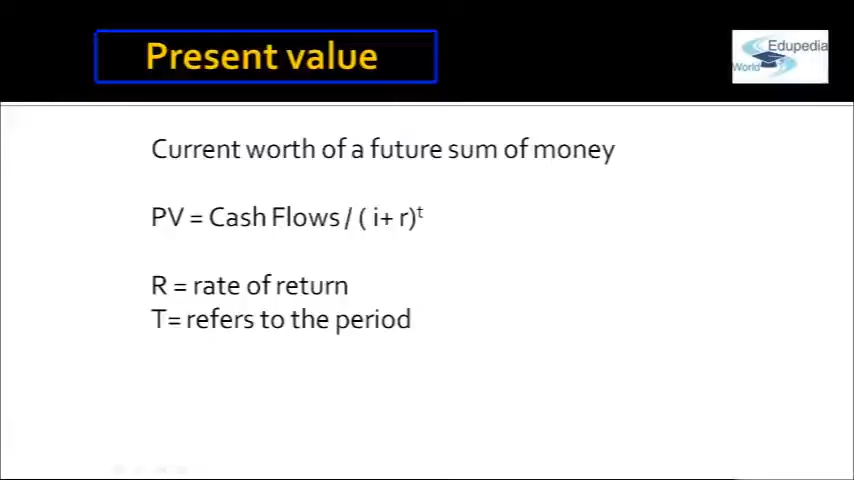 Present value
Edupedia
World
Current worth of a future sum of money
PV = Cash Flows / ( i+ r)ᵗ
R = rate of return
T= refers to the period